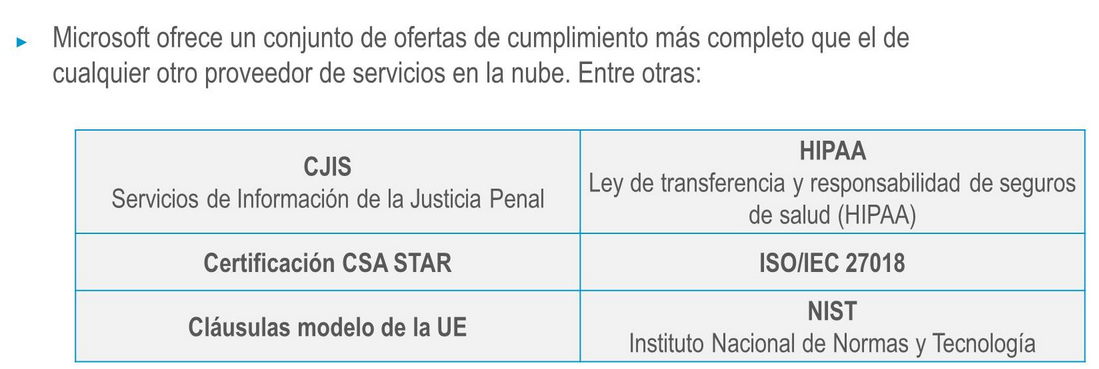 ► Microsoft ofrece un conjunto de ofertas de cumplimiento más completo que el de
cualquier otro proveedor de servicios en la nube. Entre otras:
CJIS
Servicios de Información de la Justicia Penal
HIPAA
Ley de transferencia y responsabilidad de seguros
de salud (HIPAA)
Certificación CSA STAR
ISO/IEC 27018
Cláusulas modelo de la UE
NIST
Instituto Nacional de Normas y Tecnología